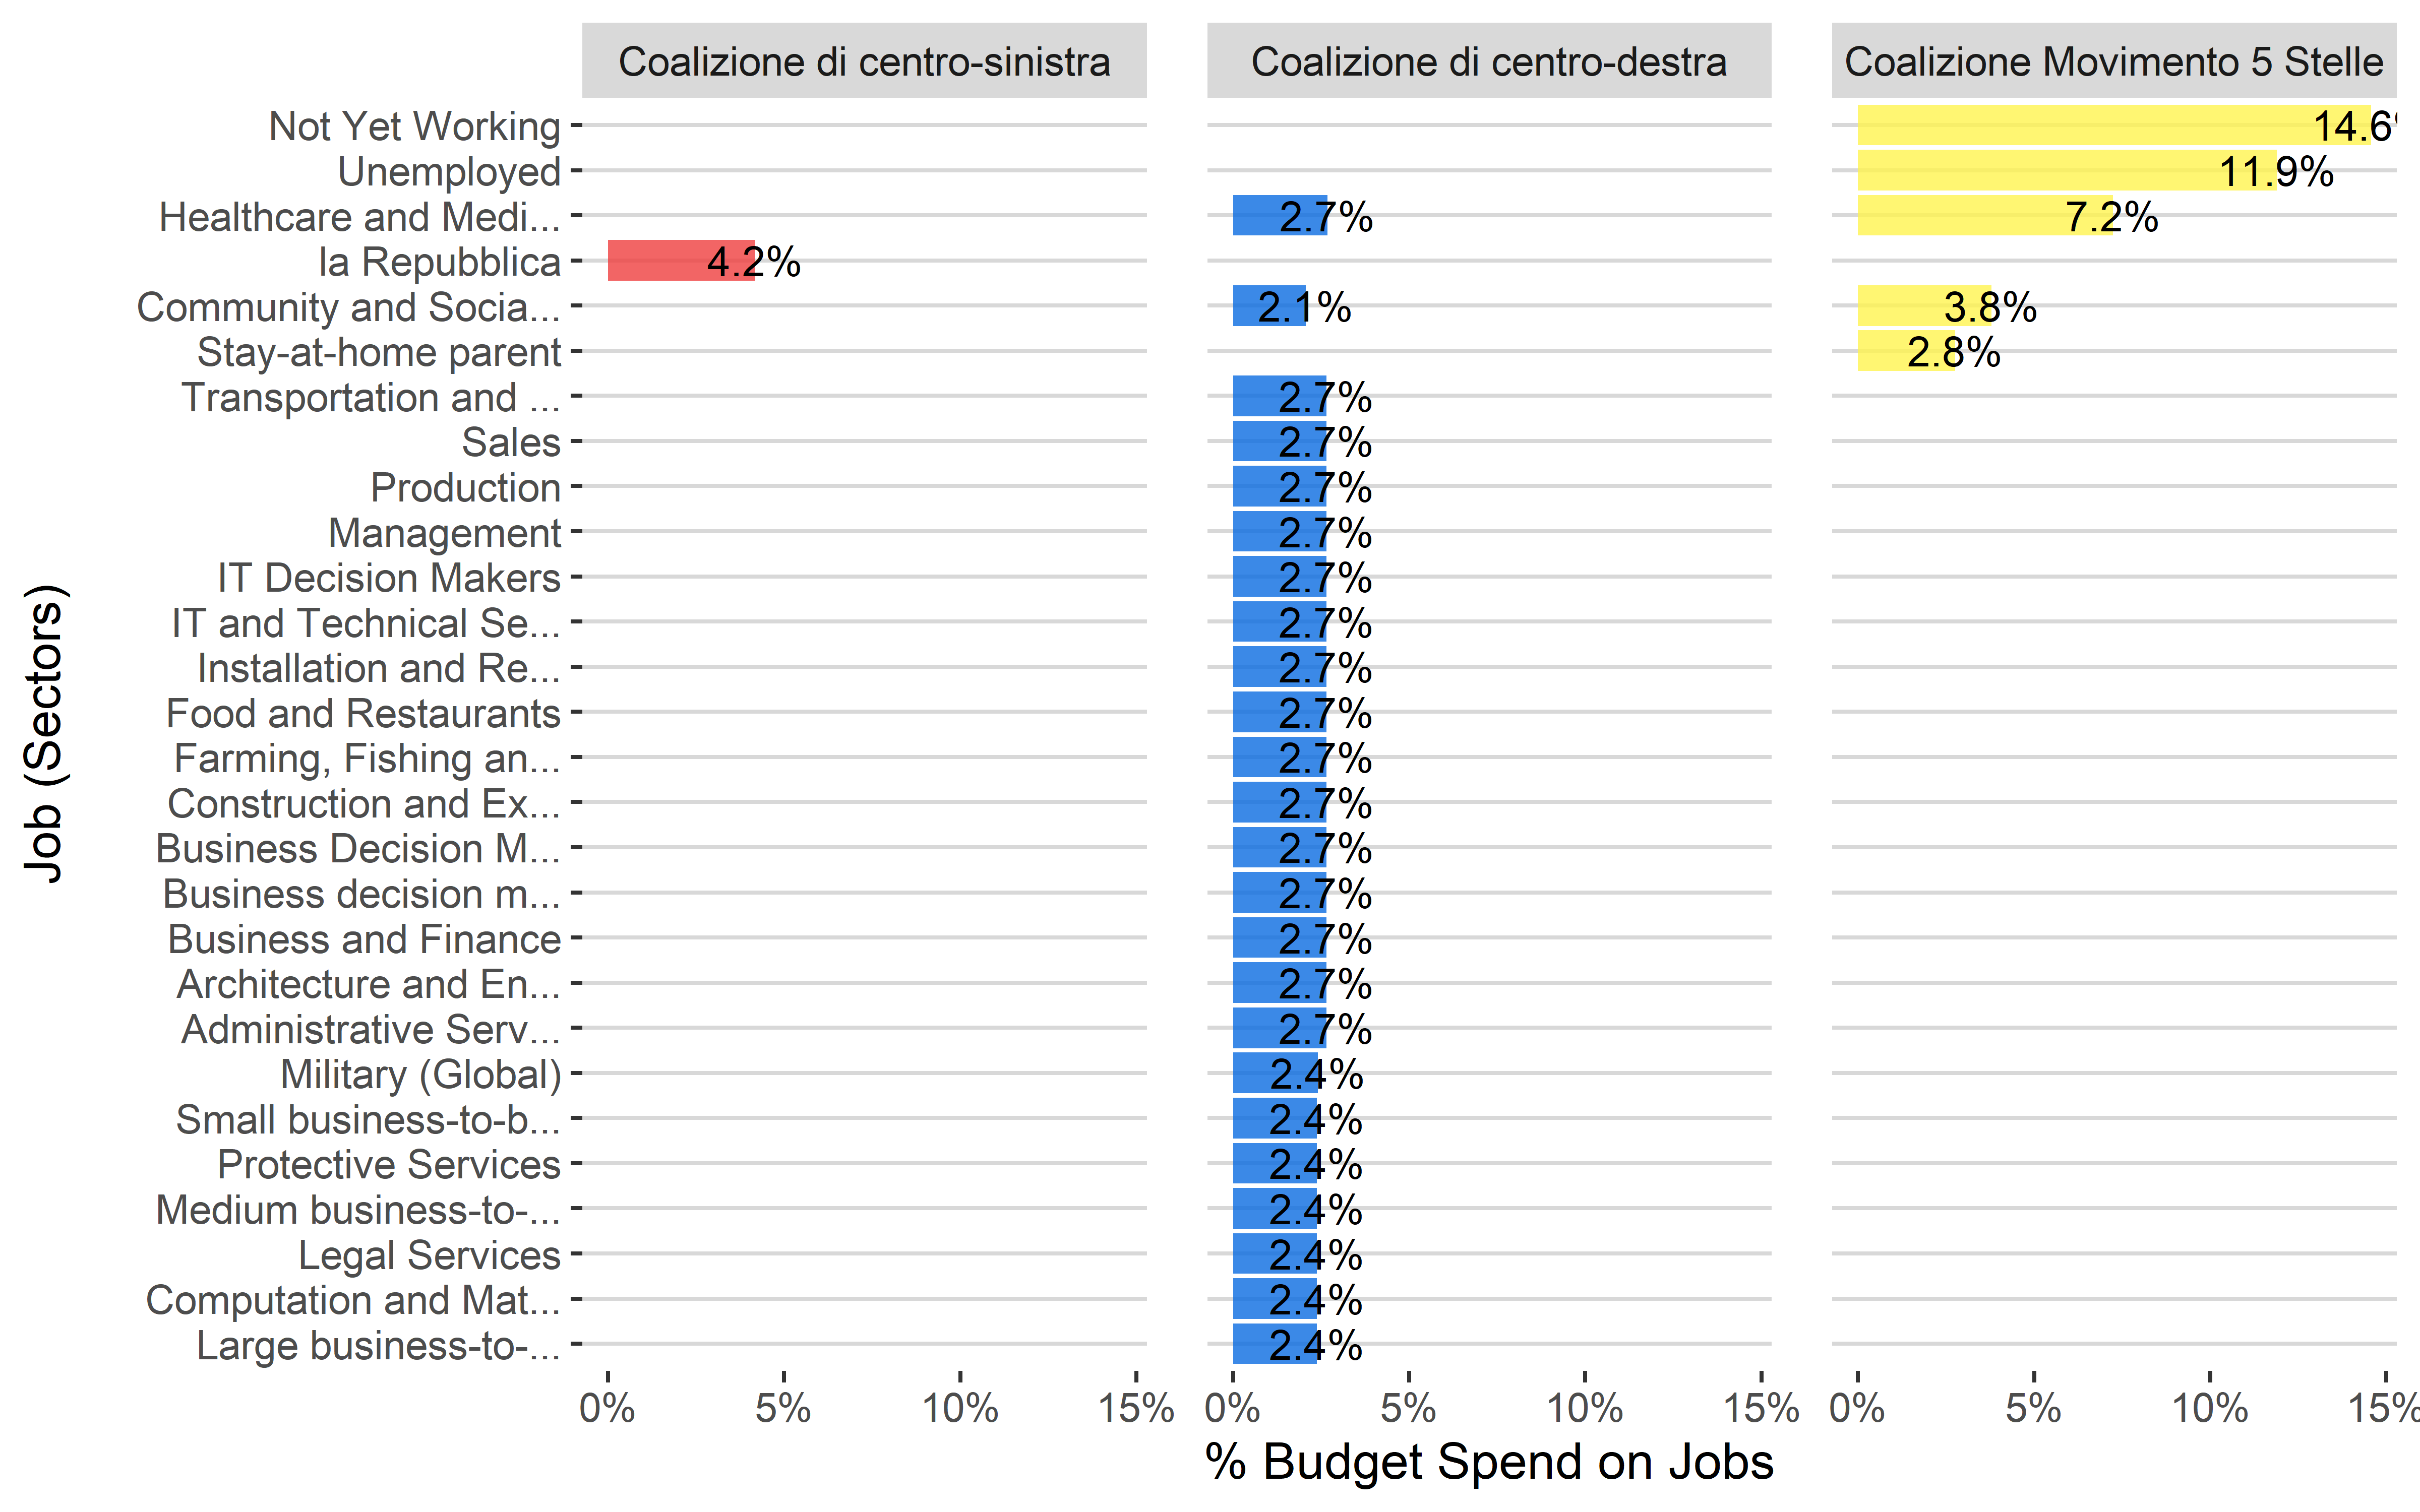 Coalizione di centro-sinistra Coalizione di centro-destra Coalizione Movimento 5 Stelle
Not Yet Working 14.6%
Unemployed 11.9%
Healthcare and Medi... 2.7% 7.2%
la Repubblica 4.2%
Community and Socia... 2.1% 3.8%
Stay-at-home parent 2.8%
Transportation and ... 2.7%
Sales 2.7%
Production 2.7%
Management 2.7%
IT Decision Makers 2.7%
IT and Technical Se... 2.7%
Installation and Re... 2.7%
Food and Restaurants 2.7%
Farming, Fishing an... 2.7%
Construction and Ex... 2.7%
Business Decision M... 2.7%
Business decision m... 2.7%
Business and Finance 2.7%
Architecture and En... 2.7%
Administrative Serv... 2.7%
Military (Global) 2.4%
Small business-to-b... 2.4%
Protective Services 2.4%
Medium business-to-... 2.4%
Legal Services 2.4%
Computation and Mat... 2.4%
Large business-to-... 2.4%
0% 5% 10% 15% 0% 5% 10% 15% 0% 5% 10% 15%
% Budget Spend on Jobs
Job (Sectors)